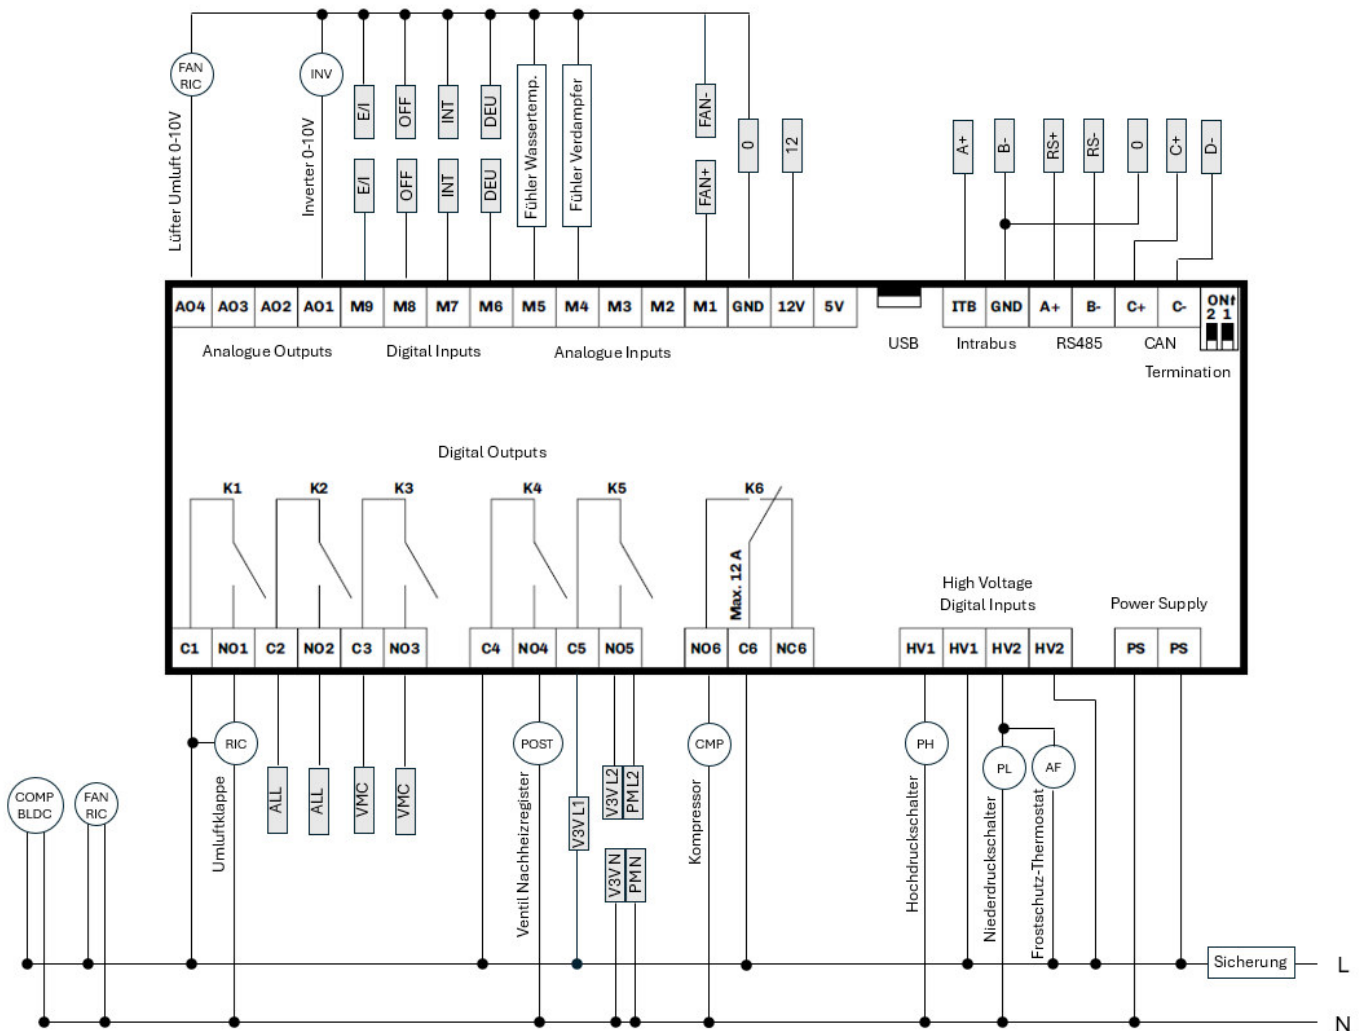 FAN
RIC
INV
Lüfter Umluft 0-10V
Inverter 0-10V
E/I
OFF
INT
DEU
E/I
OFF
INT
DEU
Fühler Wassertemp.
Fühler Verdampfer
FAN-
FAN+
0
12
A+
B-
RS+
RS-
0
C+
D-
AO4 AO3 AO2 AO1 M9 M8 M7 M6 M5 M4 M3 M2 M1 GND 12V 5V
ITB GND A+ B- C+ C-
ON↑
2 1
Analogue Outputs
Digital Inputs
Analogue Inputs
USB
Intrabus
RS485
CAN
Termination
Digital Outputs
K1
K2
K3
K4
K5
K6
Max. 12 A
High Voltage
Digital Inputs
Power Supply
C1 NO1 C2 NO2 C3 NO3
C4 NO4 C5 NO5
NO6 C6 NC6
HV1 HV1 HV2 HV2
PS PS
COMP
BLDC
FAN
RIC
RIC
Umluftklappe
ALL
ALL
VMC
VMC
POST
Ventil Nachheizregister
V3V L1
V3V L2
PM L2
V3V N
PM N
CMP
Kompressor
PH
Hochdruckschalter
PL
Niederdruckschalter
AF
Frostschutz-Thermostat
Sicherung
L
N